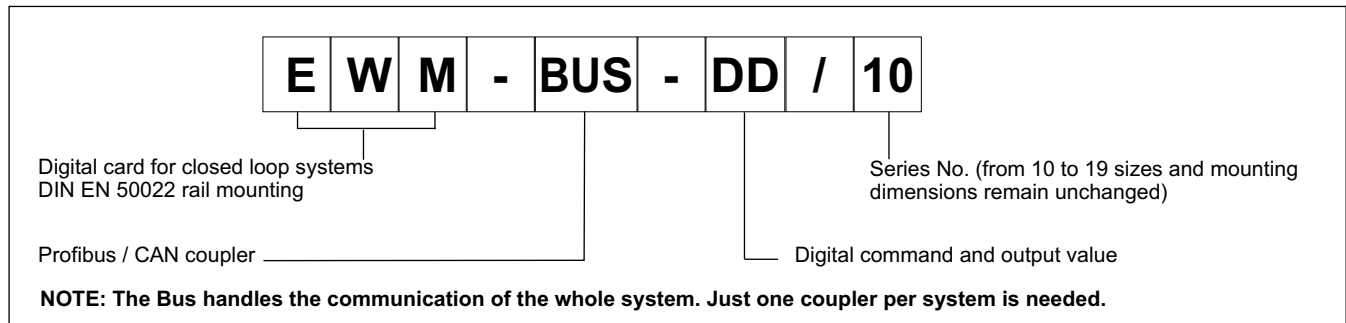 EWM - BUS - DD / 10
Digital card for closed loop systems
DIN EN 50022 rail mounting
Series No. (from 10 to 19 sizes and mounting
dimensions remain unchanged)
Profibus / CAN coupler
Digital command and output value
NOTE: The Bus handles the communication of the whole system. Just one coupler per system is needed.